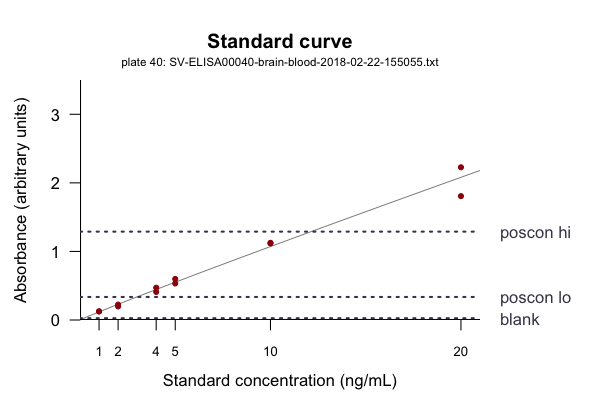 Standard curve
plate 40: SV-ELISA00040-brain-blood-2018-02-22-155055.txt
Absorbance (arbitrary units)
3
2
1
0
poscon hi
poscon lo
blank
1 2 4 5 10 20
Standard concentration (ng/mL)